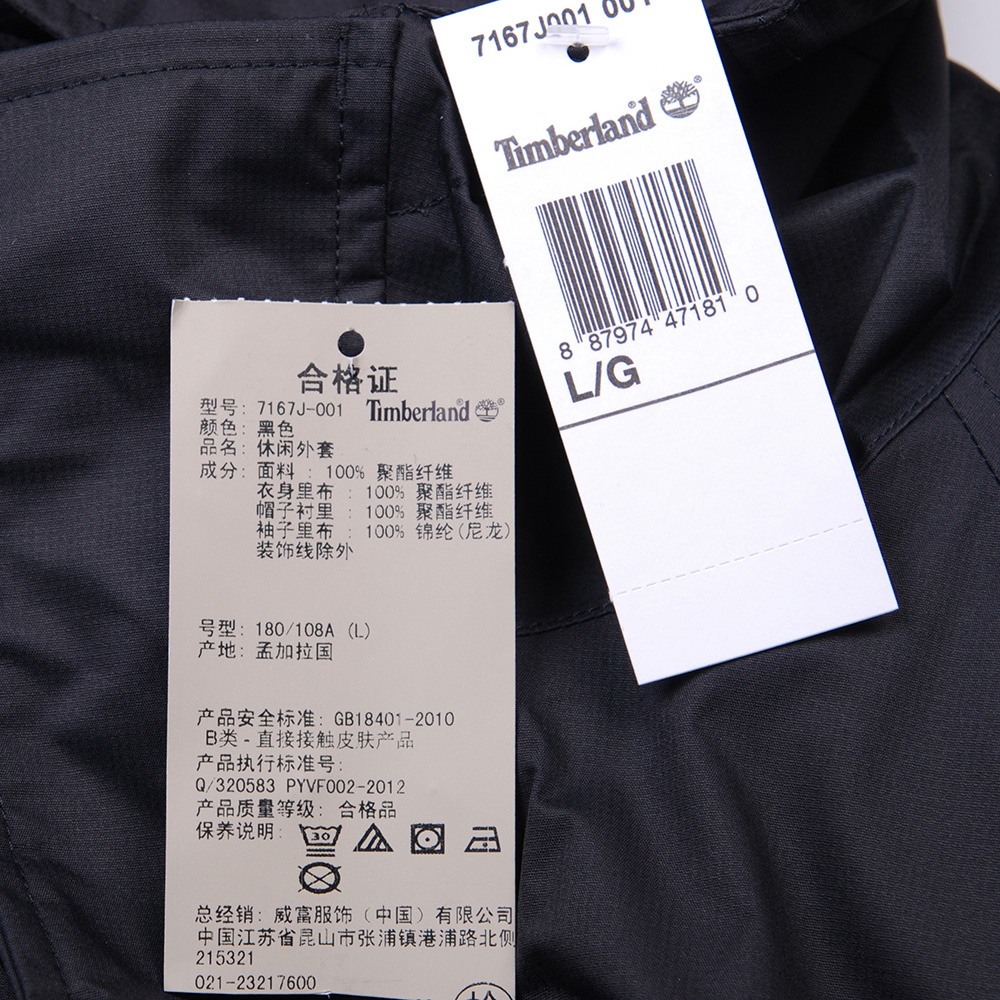 7167J001 001
Timberland
8 87974 47181 0
L/G
合格证
型号: 7167J-001 Timberland
颜色: 黑色
品名: 休闲外套
成分: 面料 : 100% 聚酯纤维
衣身里布 : 100% 聚酯纤维
帽子衬里 : 100% 聚酯纤维
袖子里布 : 100% 锦纶(尼龙)
装饰线除外
号型: 180/108A (L)
产地: 孟加拉国
产品安全标准: GB18401-2010
B类-直接接触皮肤产品
产品执行标准号:
Q/320583 PYVF002-2012
产品质量等级: 合格品
保养说明: 30
总经销: 威富服饰（中国）有限公司
中国江苏省昆山市张浦镇港浦路北侧
215321
021-23217600